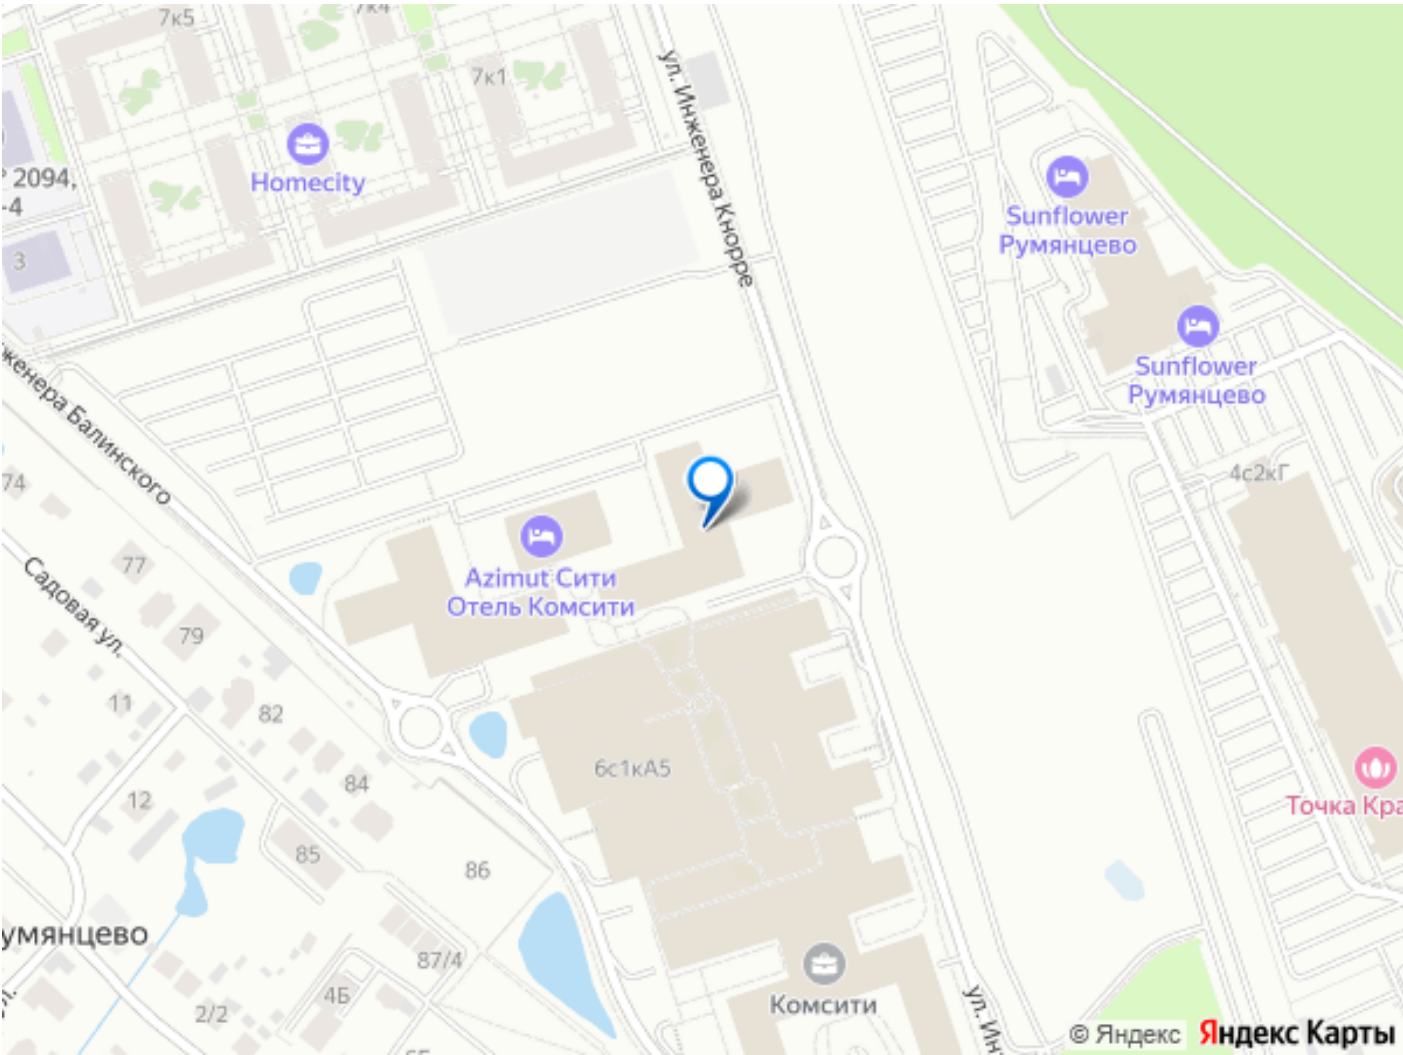 7к5
7к4
7к1
ул. Инженера Кнорре
Homecity
2094,
-4
3
Sunflower
Румянцево
Sunflower
Румянцево
женера Балинского
74
4с2кГ
77
Садовая ул.
79
Azimut Сити
Отель Комсити
11
82
84
12
85
86
6с1кА5
Точка Кра
умянцево
87/4
4Б
2/2
Комсити
ул. Ин
© Яндекс Яндекс Карты